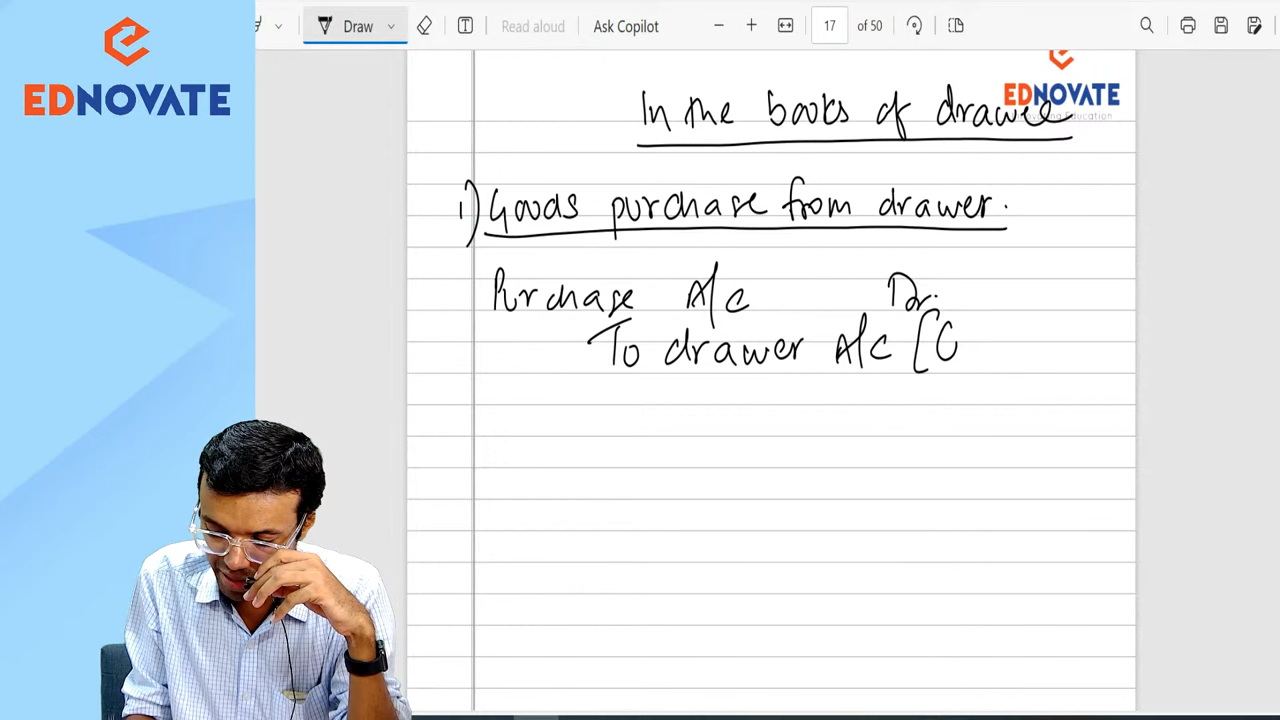 Draw
Read aloud
Ask Copilot
17
of 50
EDNOVATE
EDNOVATE
Education
In the books of drawee
1) Goods purchase from drawer.
Purchase A/c Dr.
To drawer A/c [C